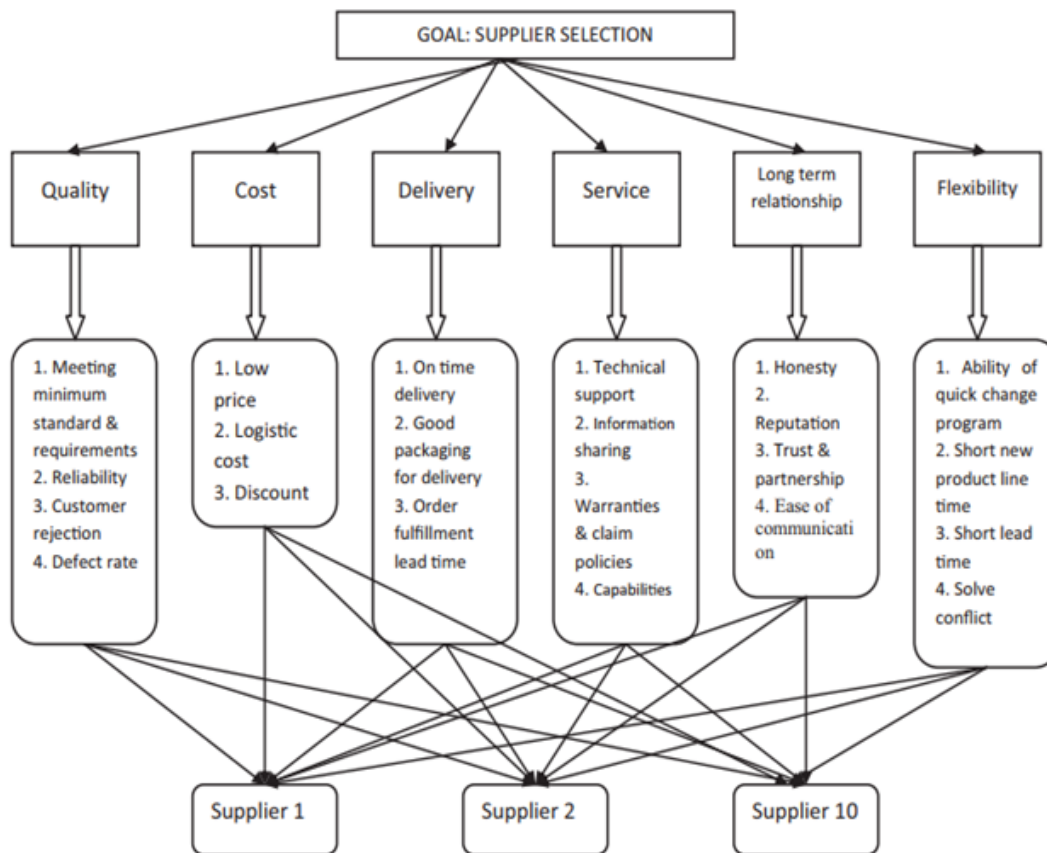 GOAL: SUPPLIER SELECTION
Quality
Cost
Delivery
Service
Long term
relationship
Flexibility
1. Meeting
minimum
standard &
requirements
2. Reliability
3. Customer
rejection
4. Defect rate
1. Low
price
2. Logistic
cost
3. Discount
1. On time
delivery
2. Good
packaging
for delivery
3. Order
fulfillment
lead time
1. Technical
support
2. Information
sharing
3.
Warranties
& claim
policies
4. Capabilities
1. Honesty
2.
Reputation
3. Trust &
partnership
4. Ease of
communicati
on
1. Ability of
quick change
program
2. Short new
product line
time
3. Short lead
time
4. Solve
conflict
Supplier 1
Supplier 2
Supplier 10